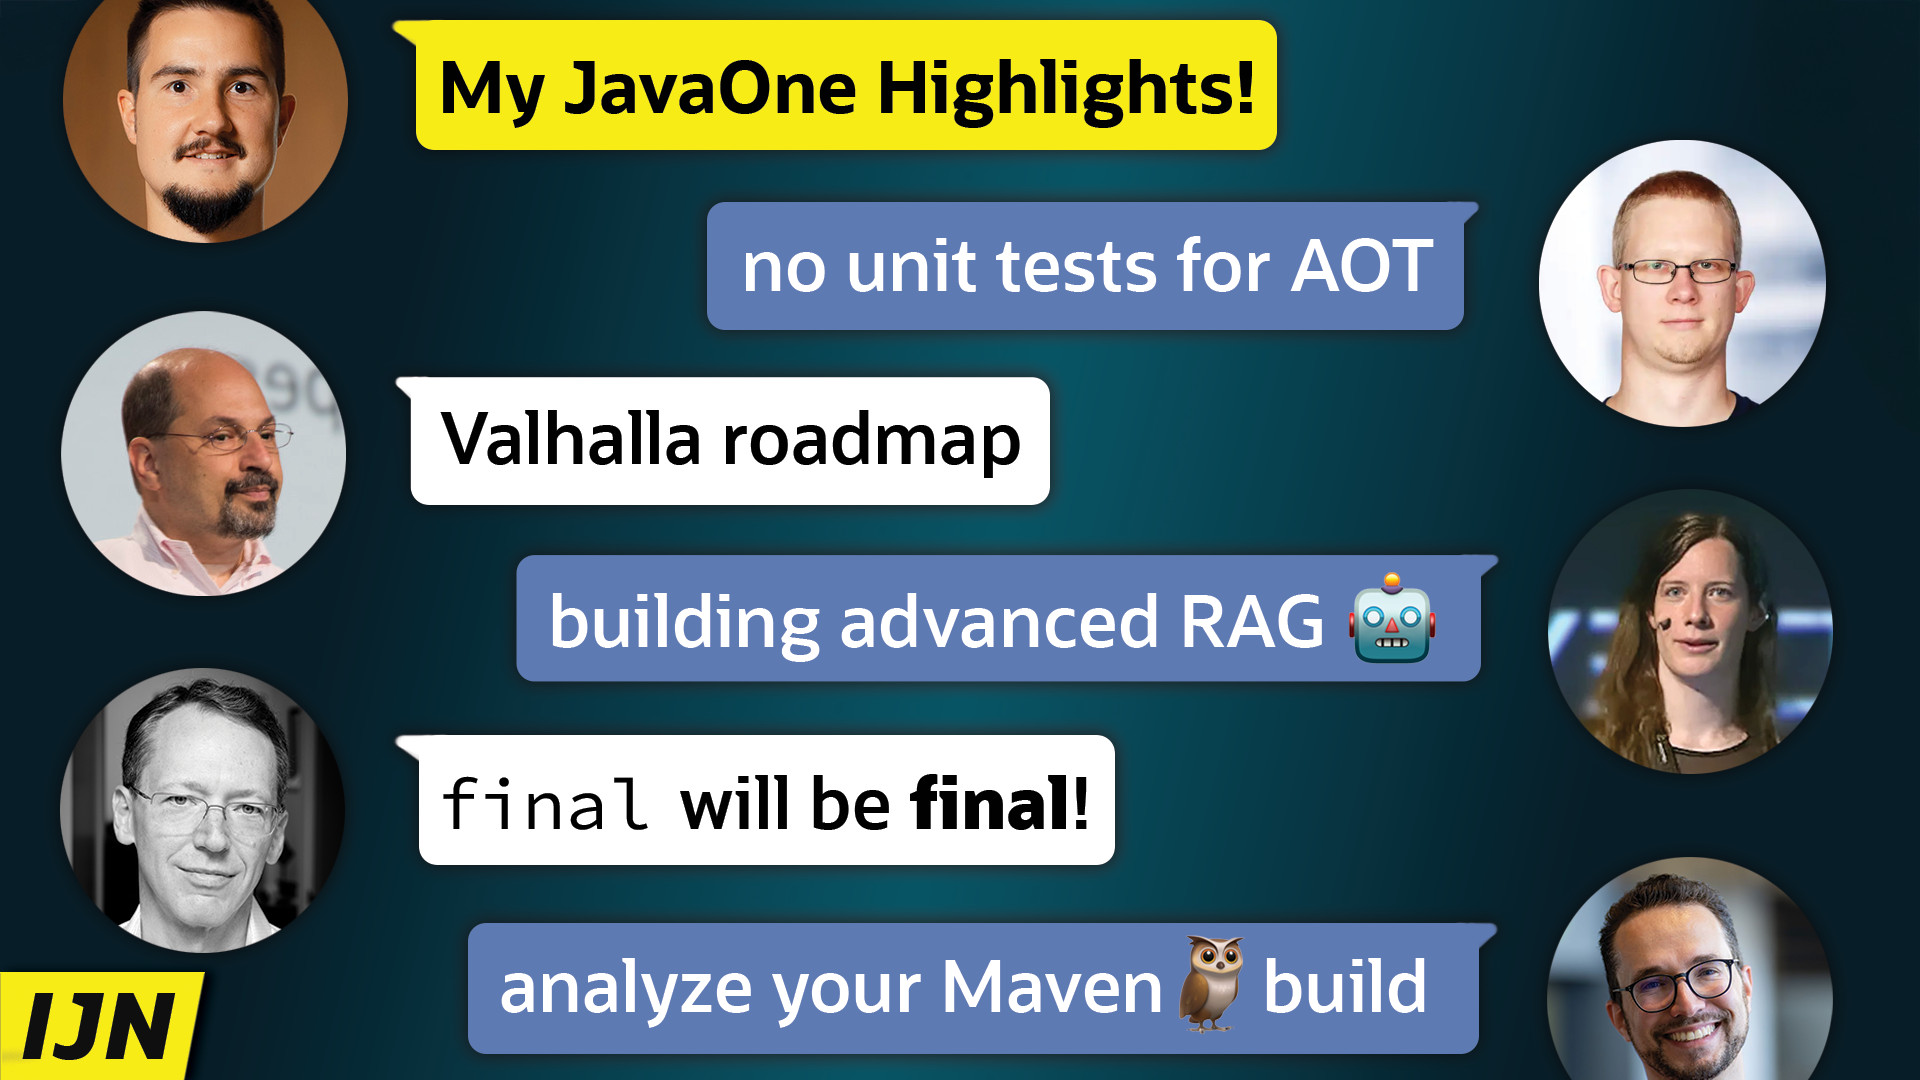 My JavaOne Highlights!
no unit tests for AOT
Valhalla roadmap
building advanced RAG 🤖
final will be final!
analyze your Maven 🦉 build
IJN